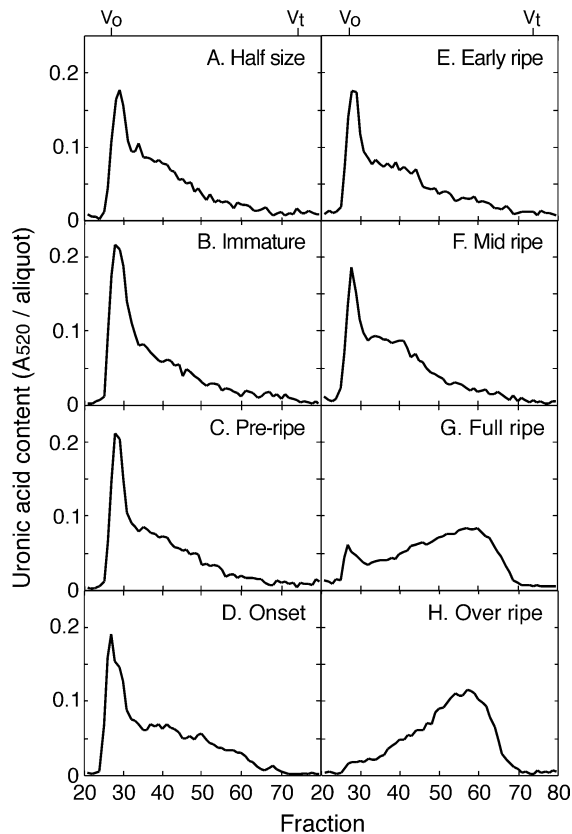 Vo Vt Vo Vt
A. Half size
E. Early ripe
0.2
0.1
0
B. Immature
F. Mid ripe
0.2
0.1
0
C. Pre-ripe
G. Full ripe
0.2
0.1
0
D. Onset
H. Over ripe
0.2
0.1
0
20 30 40 50 60 70 20 30 40 50 60 70 80
Fraction
Uronic acid content (A520 / aliquot)